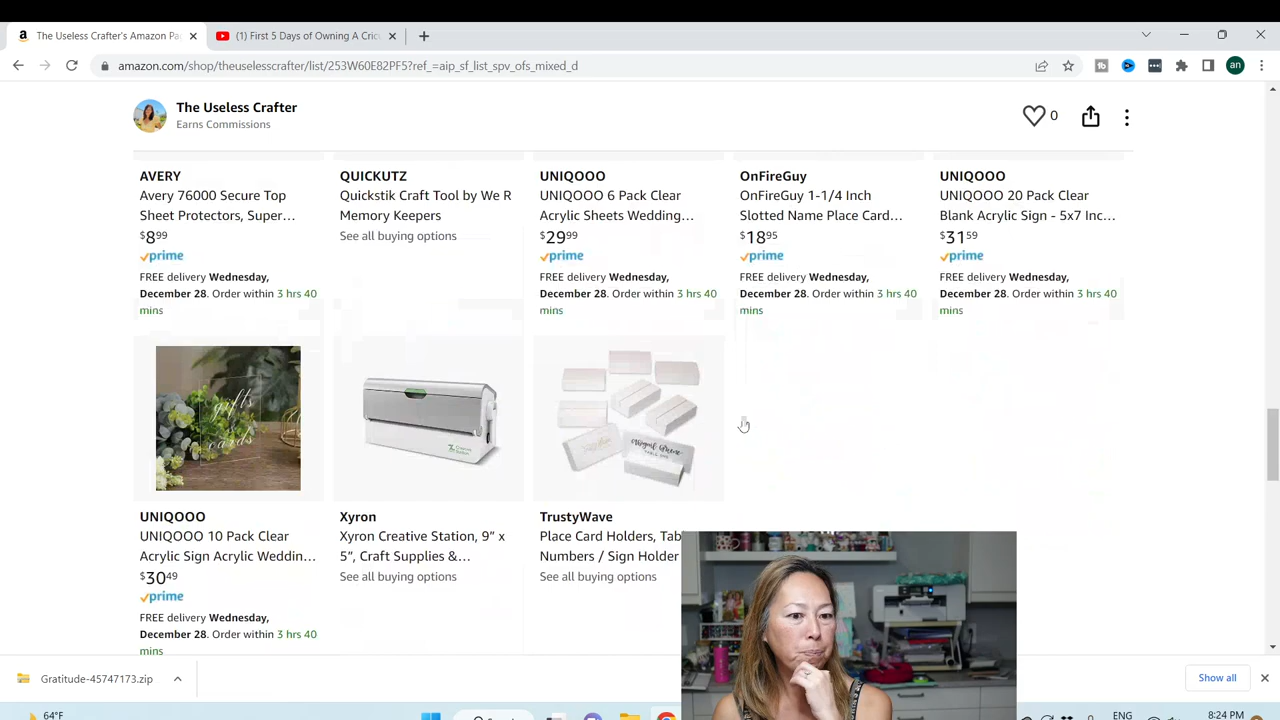 The Useless Crafter's Amazon Pa
(1) First 5 Days of Owning A Cric
amazon.com/shop/theuselesscrafter/list/253W60E82PF5?ref_=aip_sf_list_spv_ofs_mixed_d
an
The Useless Crafter
Earns Commissions
0
AVERY
Avery 76000 Secure Top
Sheet Protectors, Super...
$8.99
prime
FREE delivery Wednesday,
December 28. Order within 3 hrs 40
mins
QUICKUTZ
Quickstik Craft Tool by We R
Memory Keepers
See all buying options
UNIQOOO
UNIQOOO 6 Pack Clear
Acrylic Sheets Wedding...
$29.99
prime
FREE delivery Wednesday,
December 28. Order within 3 hrs 40
mins
OnFireGuy
OnFireGuy 1-1/4 Inch
Slotted Name Place Card...
$18.95
prime
FREE delivery Wednesday,
December 28. Order within 3 hrs 40
mins
UNIQOOO
UNIQOOO 20 Pack Clear
Blank Acrylic Sign - 5x7 Inc...
$31.59
prime
FREE delivery Wednesday,
December 28. Order within 3 hrs 40
mins
gifts
cards
UNIQOOO
UNIQOOO 10 Pack Clear
Acrylic Sign Acrylic Weddin...
$30.49
prime
FREE delivery Wednesday,
December 28. Order within 3 hrs 40
mins
Xyron
Xyron Creative Station, 9” x
5”, Craft Supplies &...
See all buying options
TrustyWave
Place Card Holders, Tab
Numbers / Sign Holder
See all buying options
Gratitude-45747173.zip
Show all
64°F
ENG
8:24 PM